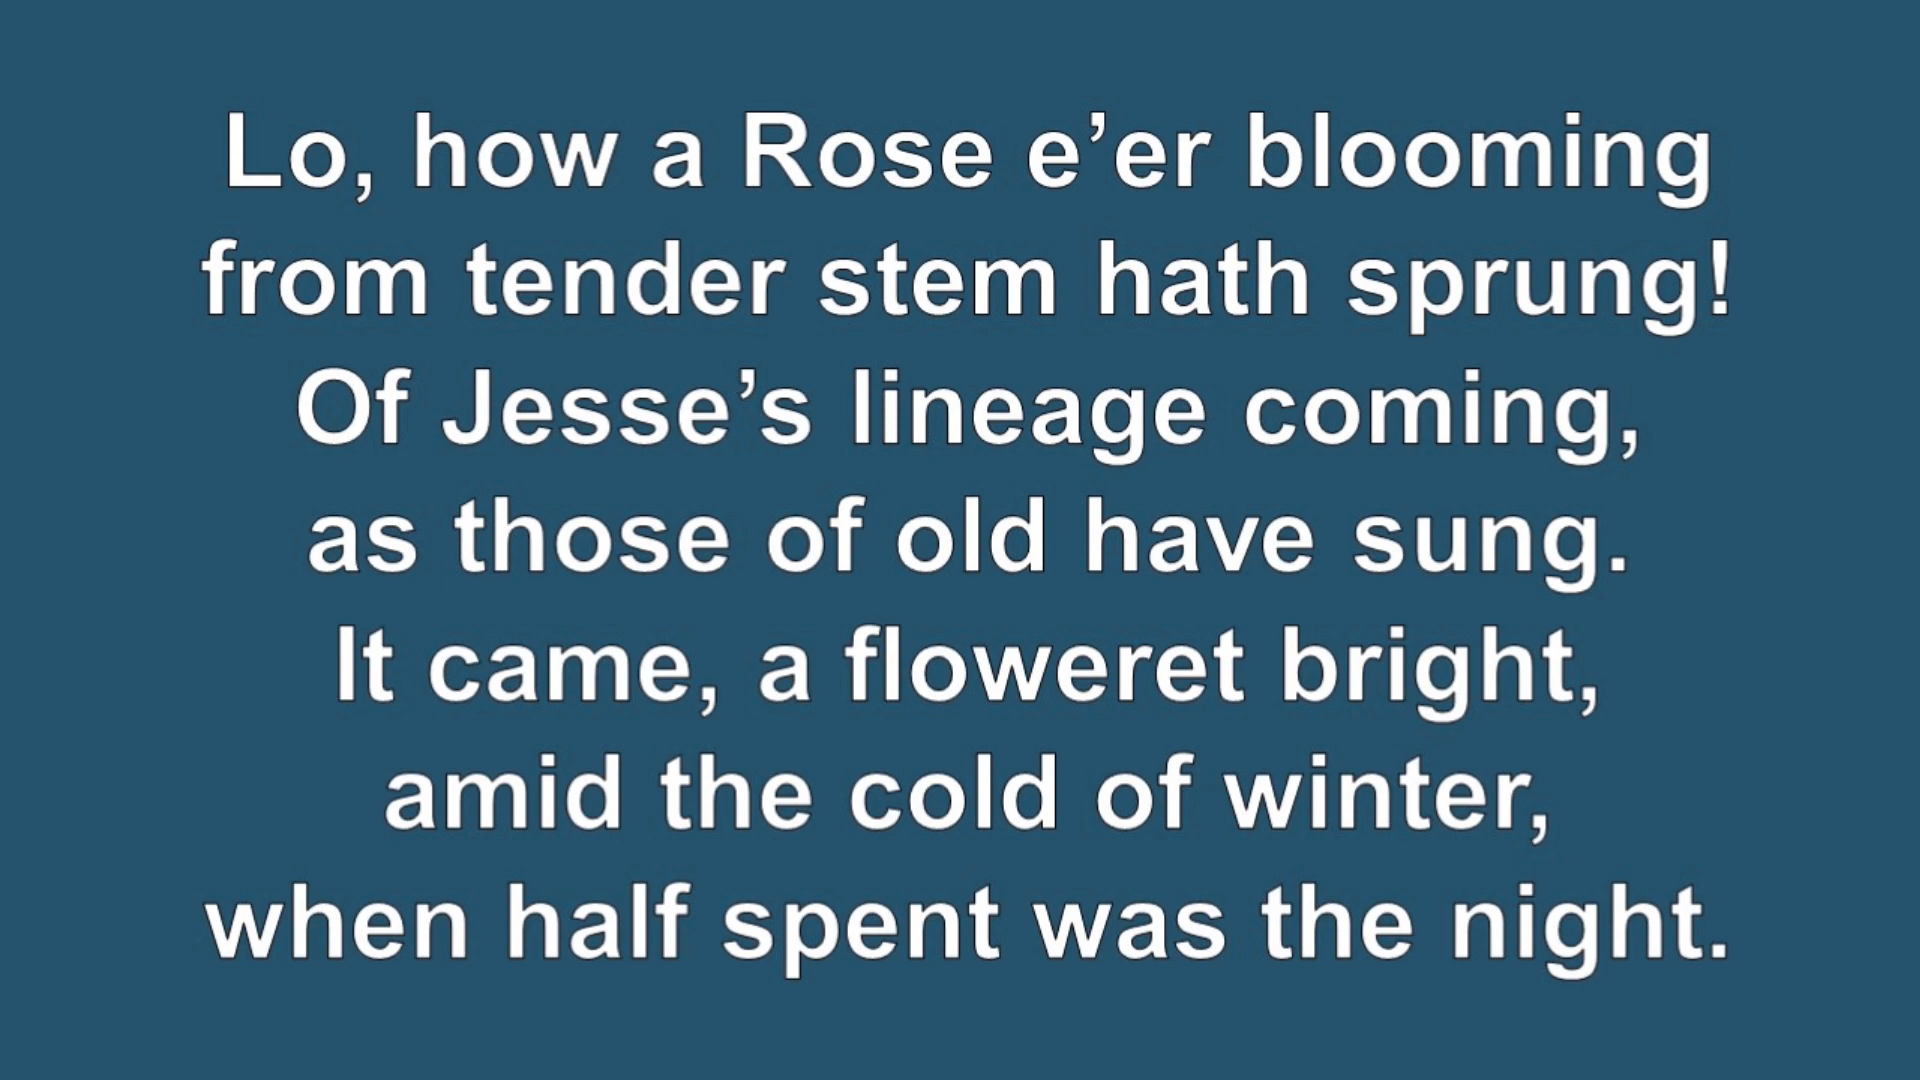 Lo, how a Rose e’er blooming
from tender stem hath sprung!
Of Jesse’s lineage coming,
as those of old have sung.
It came, a floweret bright,
amid the cold of winter,
when half spent was the night.